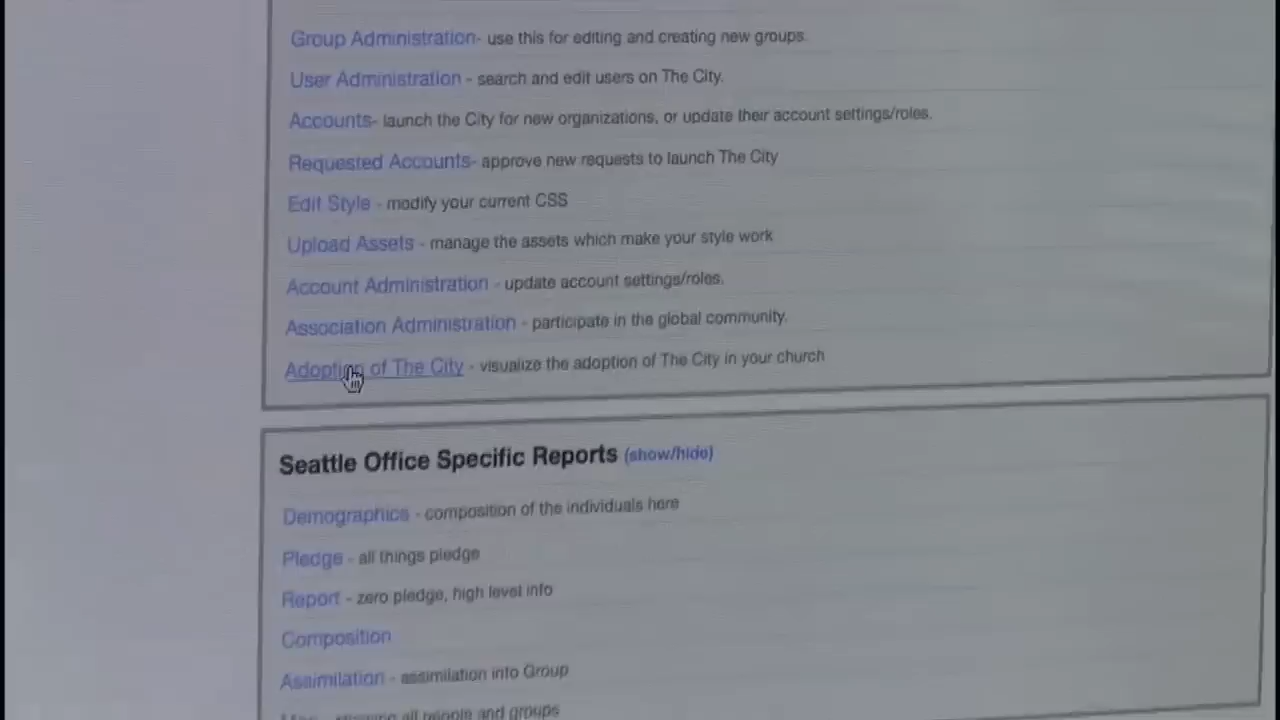 Group Administration- use this for editing and creating new groups.
User Administration - search and edit users on The City.
Accounts- launch the City for new organizations, or update their account settings/roles.
Requested Accounts- approve new requests to launch The City
Edit Style - modify your current CSS
Upload Assets - manage the assets which make your style work
Account Administration - update account settings/roles.
Association Administration - participate in the global community.
Adoption of The City - visualize the adoption of The City in your church
Seattle Office Specific Reports (show/hide)
Demographics - composition of the individuals here
Pledge - all things pledge
Report - zero pledge, high level info
Composition
Assimilation - assimilation into Group
all people and groups